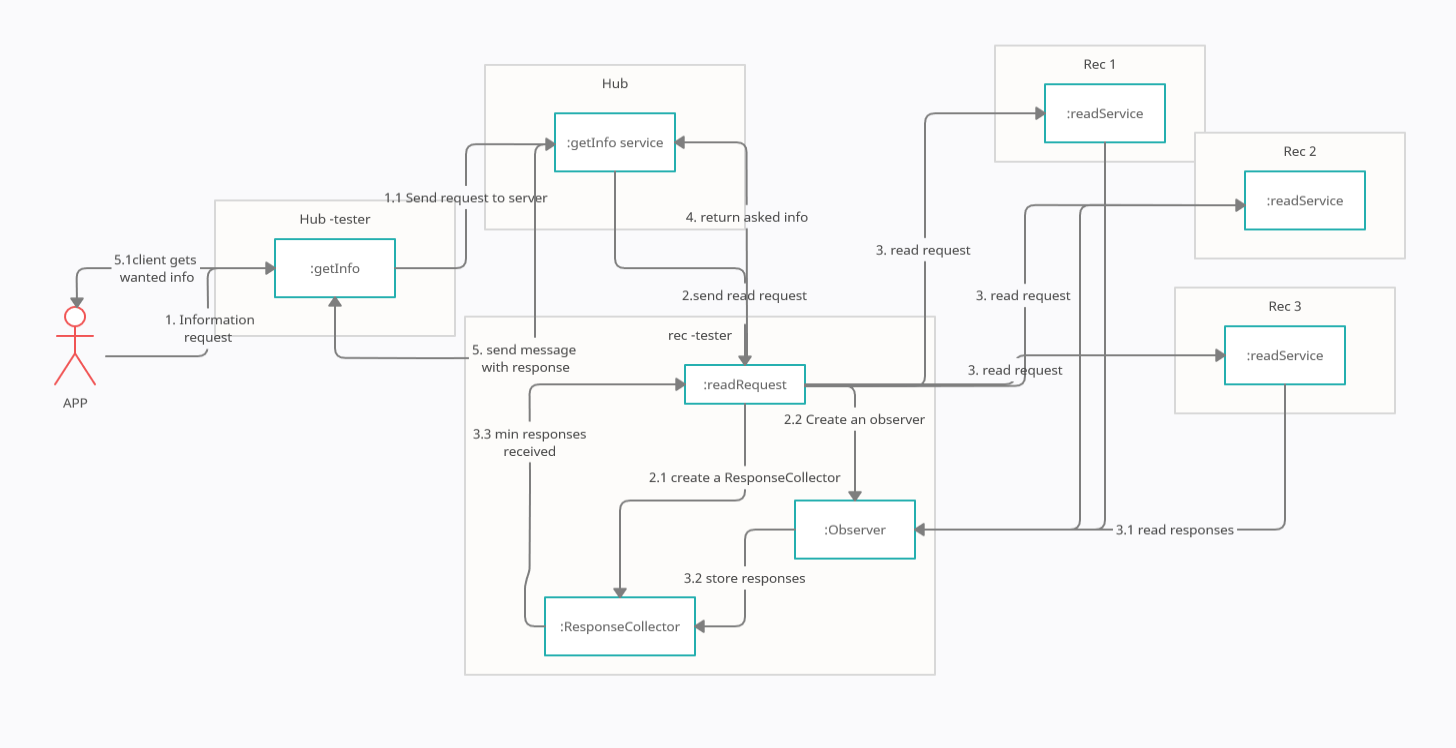 Rec 1
Hub
:readService
:getInfo service
Rec 2
1.1 Send request to server
:readService
Hub -tester
4. return asked info
3. read request
5.1client gets
wanted info
:getInfo
2.send read request
3. read request
Rec 3
1. Information
request
rec -tester
5. send message
with response
:readService
3. read request
:readRequest
APP
2.2 Create an observer
3.3 min responses
received
2.1 create a ResponseCollector
:Observer
3.1 read responses
3.2 store responses
:ResponseCollector